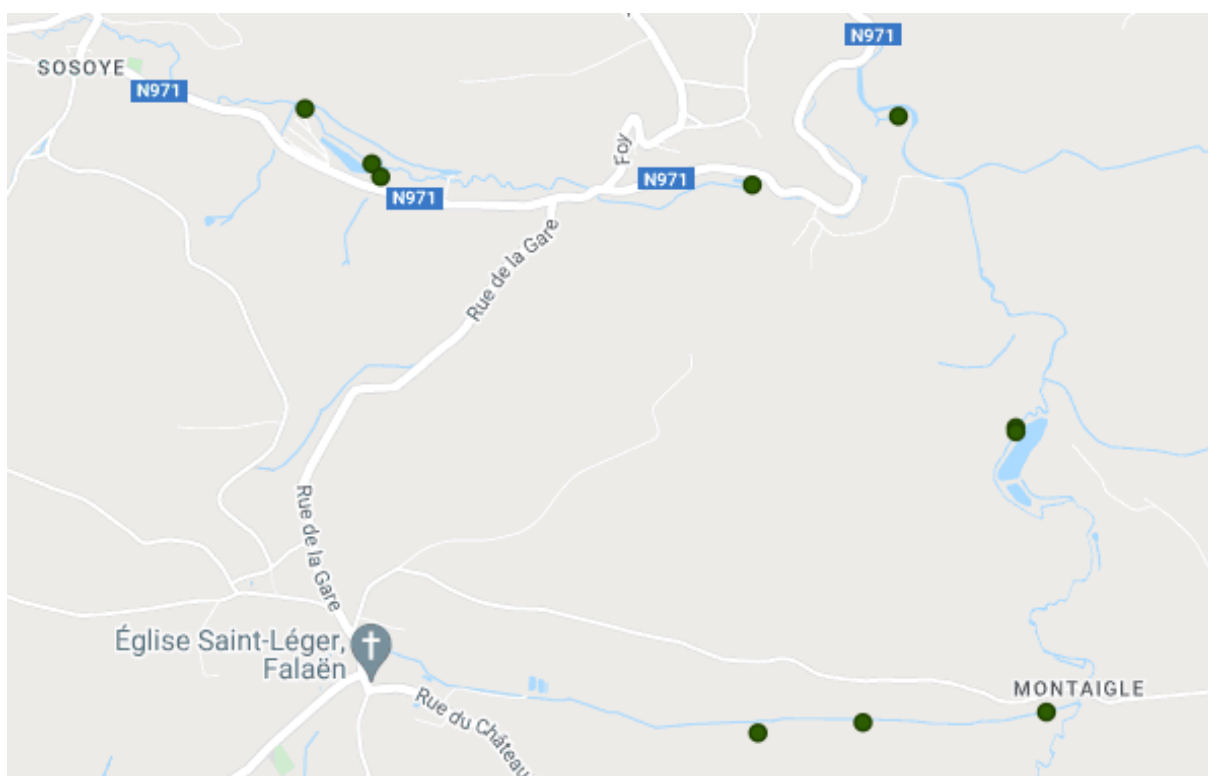 N971
SOSOYE
N971
Foy
N971
N971
Rue de la Gare
Rue de la Gare
Église Saint-Léger,
Falaën
MONTAIGLE
Rue du Château